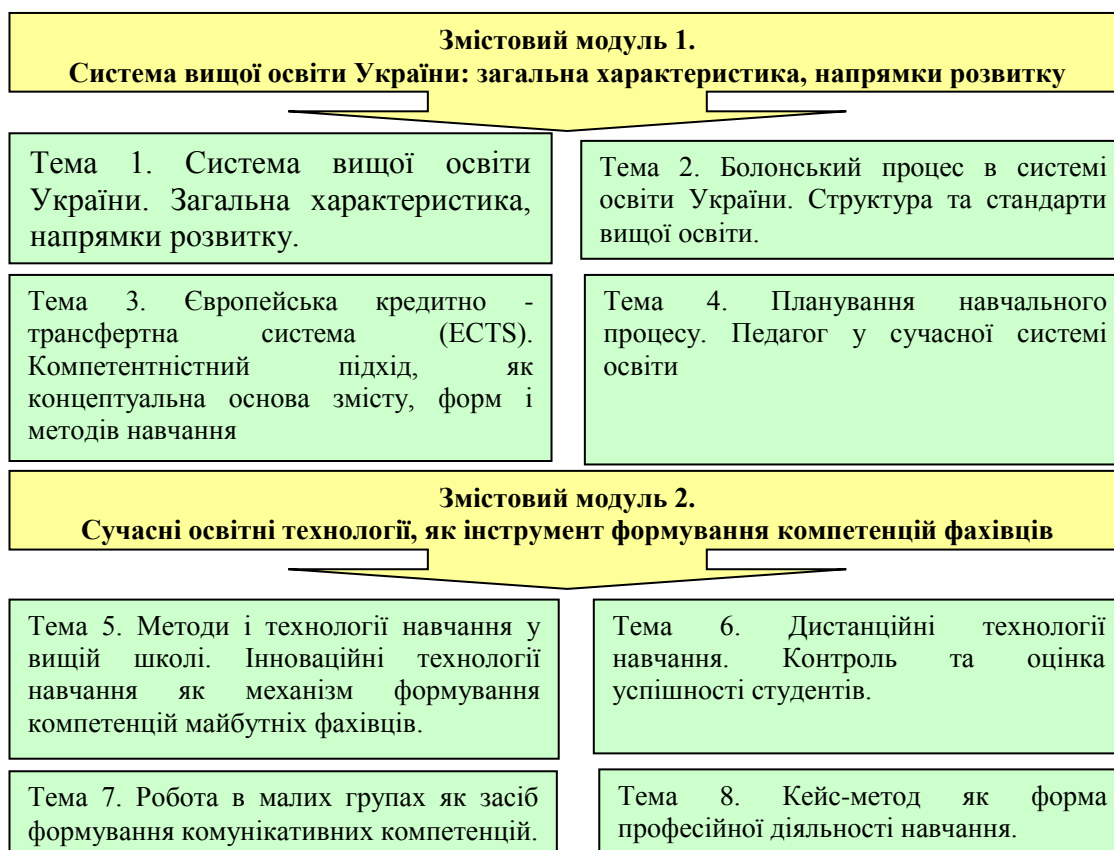 Змістовий модуль 1.
Система вищої освіти України: загальна характеристика, напрямки розвитку
Тема 1. Система вищої освіти
України. Загальна характеристика,
напрямки розвитку.
Тема 2. Болонський процес в системі
освіти України. Структура та стандарти
вищої освіти.
Тема 3. Європейська кредитно -
трансфертна система (ECTS).
Компетентністний підхід, як
концептуальна основа змісту, форм і
методів навчання
Тема 4. Планування навчального
процесу. Педагог у сучасної системі
освіти
Змістовий модуль 2.
Сучасні освітні технології, як інструмент формування компетенцій фахівців
Тема 5. Методи і технології навчання у
вищій школі. Інноваційні технології
навчання як механізм формування
компетенцій майбутніх фахівців.
Тема 6. Дистанційні технології
навчання. Контроль та оцінка
успішності студентів.
Тема 7. Робота в малих групах як засіб
формування комунікативних компетенцій.
Тема 8. Кейс-метод як форма
професійної діяльності навчання.